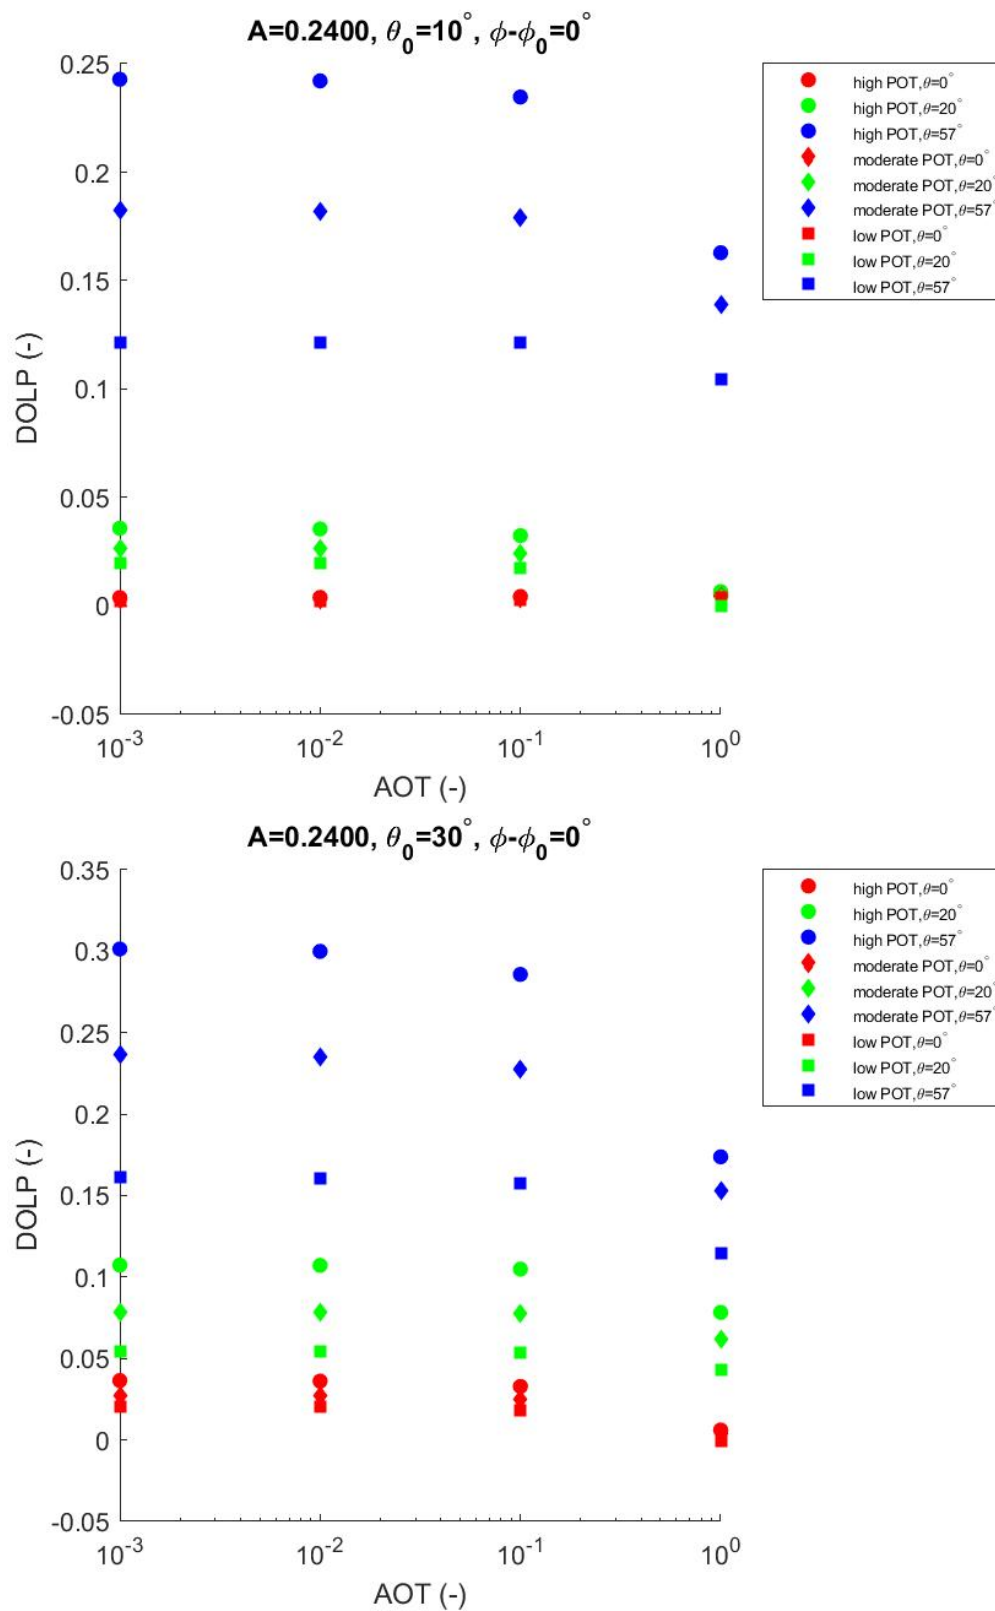 A=0.2400, θ0=10°, ϕ-ϕ0=0°
0.25
0.2
0.15
0.1
0.05
0
-0.05
DOLP (-)
10-3 10-2 10-1 100
AOT (-)
high POT,θ=0°
high POT,θ=20°
high POT,θ=57°
moderate POT,θ=0°
moderate POT,θ=20°
moderate POT,θ=57°
low POT,θ=0°
low POT,θ=20°
low POT,θ=57°
A=0.2400, θ0=30°, ϕ-ϕ0=0°
0.35
0.3
0.25
0.2
0.15
0.1
0.05
0
-0.05
DOLP (-)
10-3 10-2 10-1 100
AOT (-)
high POT,θ=0°
high POT,θ=20°
high POT,θ=57°
moderate POT,θ=0°
moderate POT,θ=20°
moderate POT,θ=57°
low POT,θ=0°
low POT,θ=20°
low POT,θ=57°